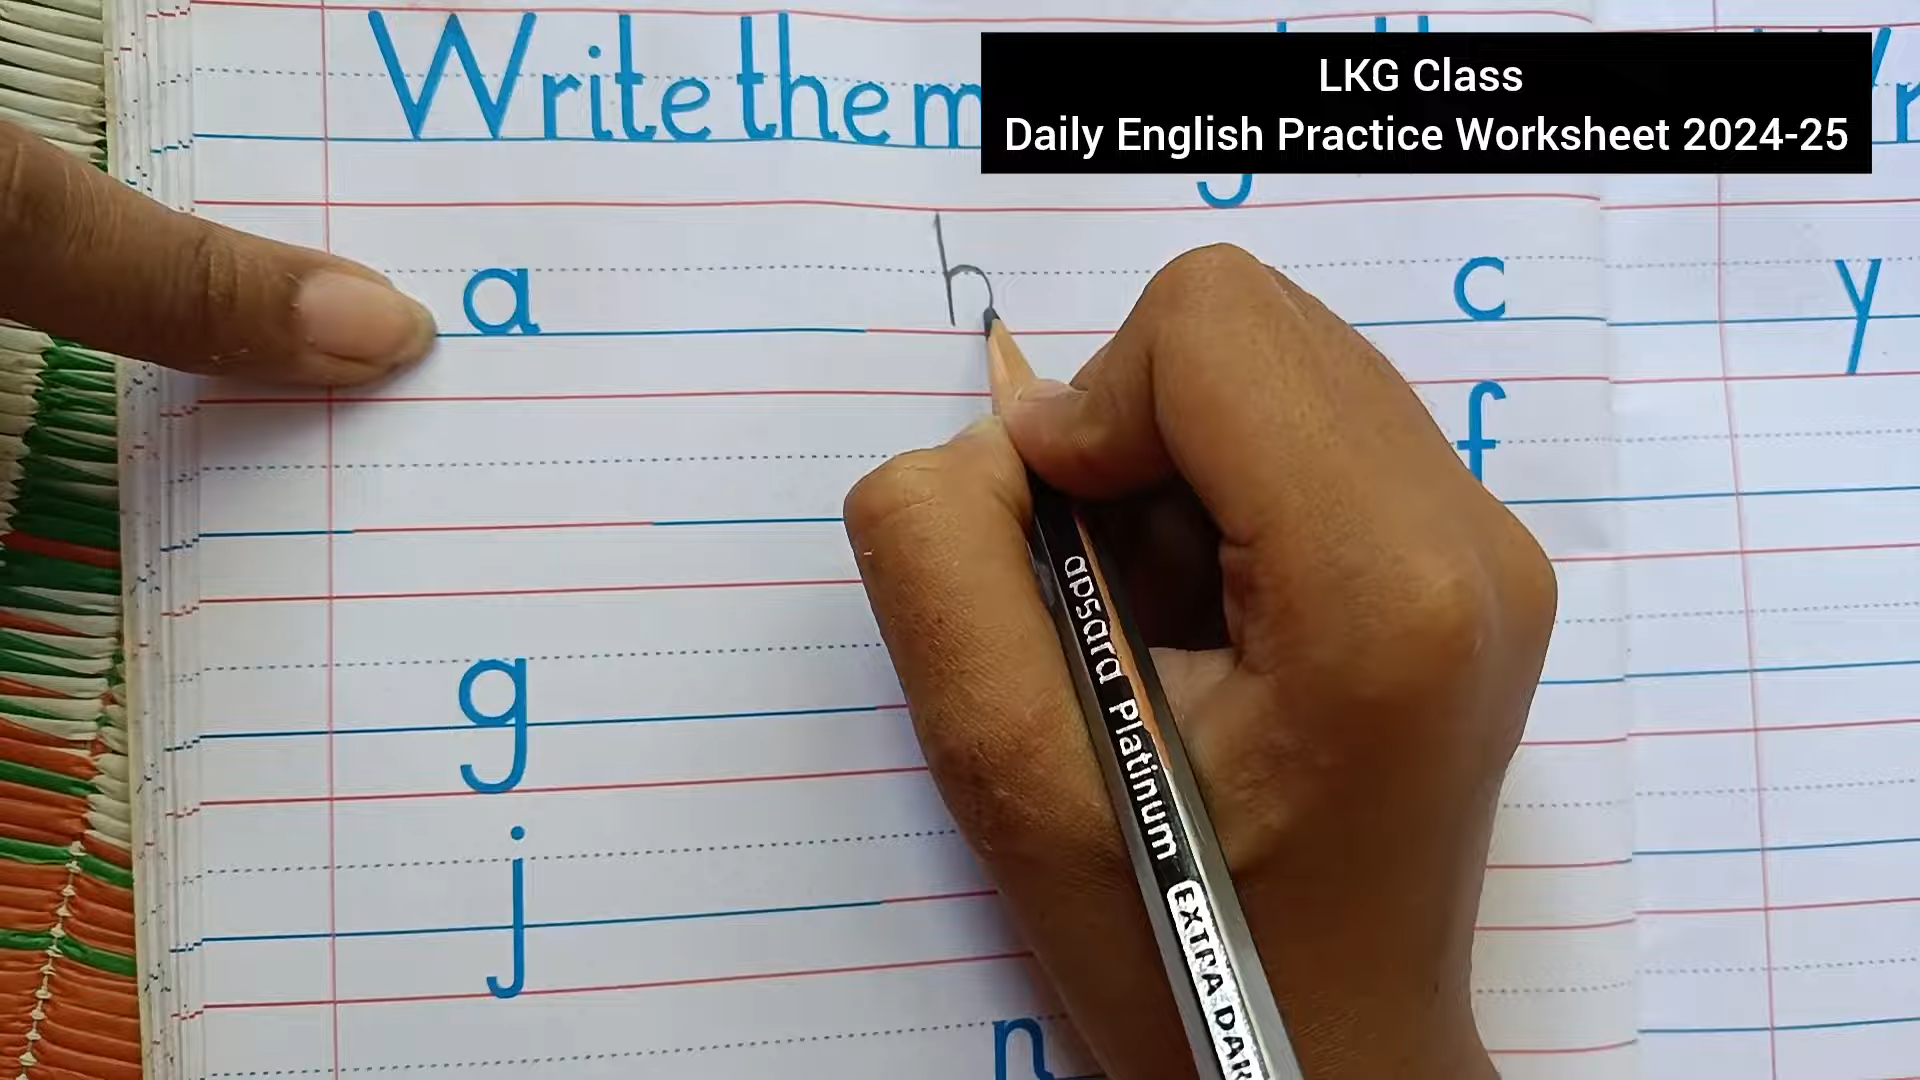 LKG Class
Daily English Practice Worksheet 2024-25
Write the m
a c y
f
g
j
n
apsara Platinum EXTRA DAR